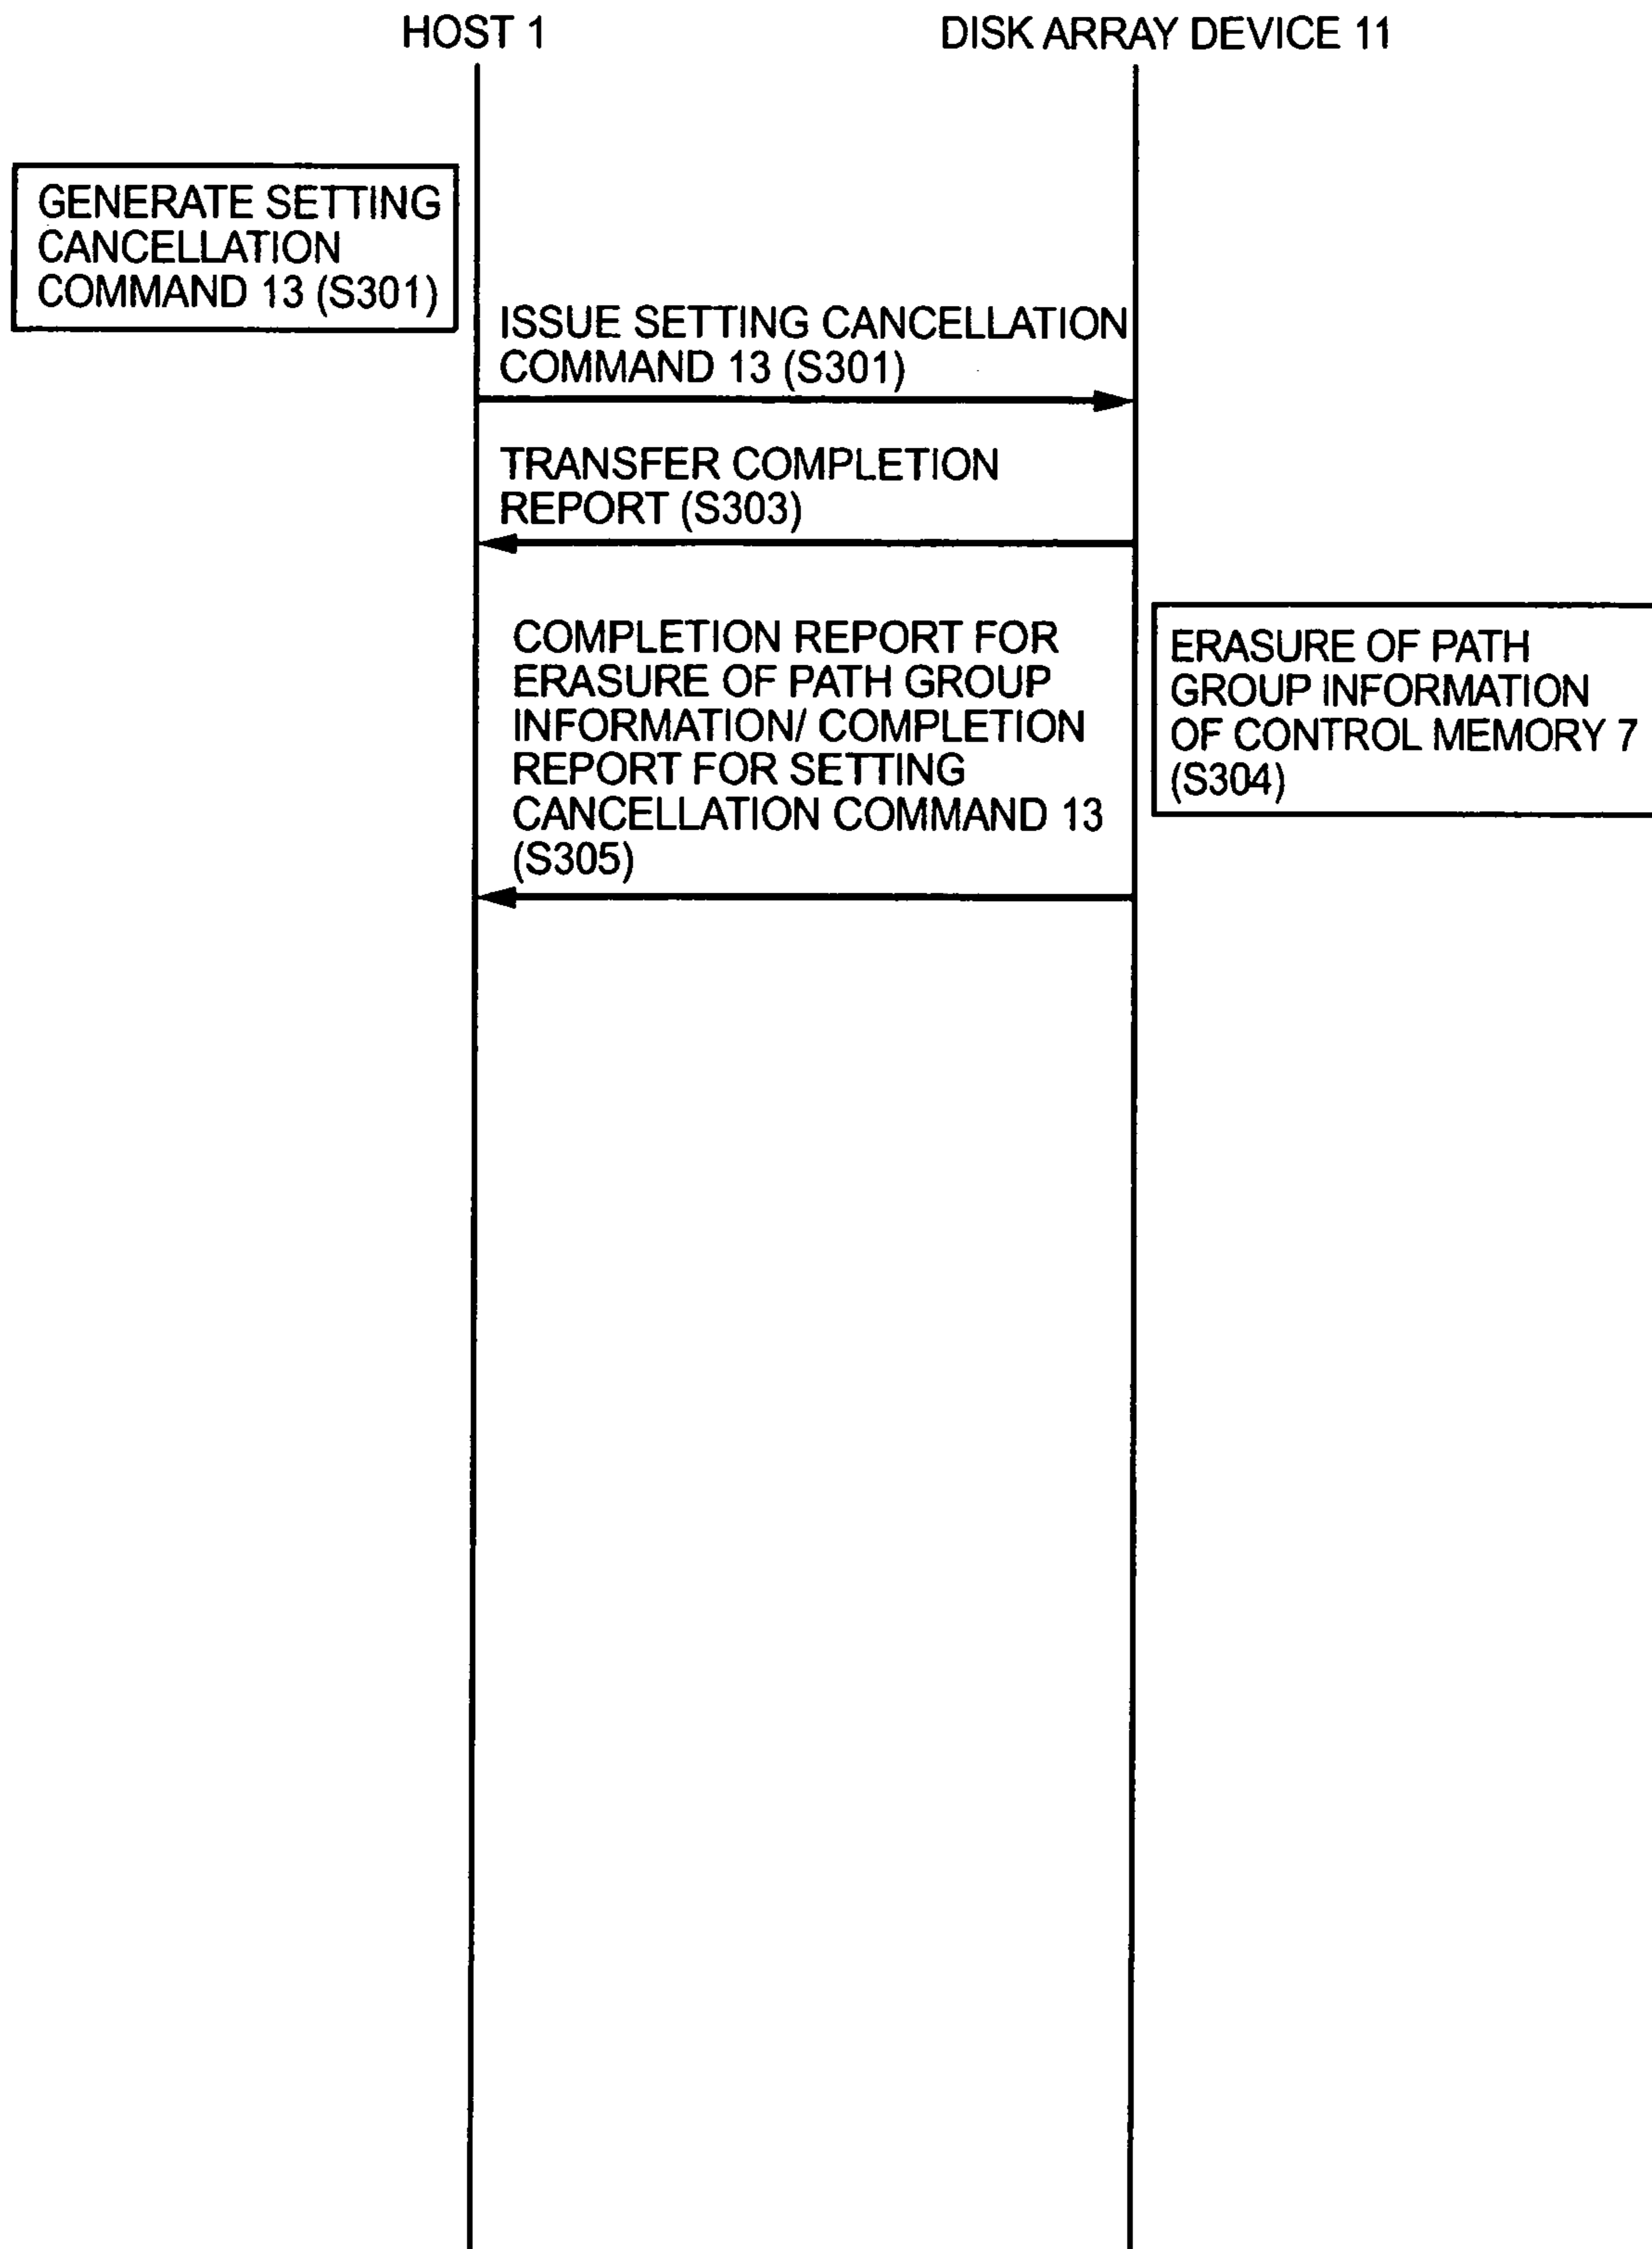 HOST 1
DISK ARRAY DEVICE 11
GENERATE SETTING
CANCELLATION
COMMAND 13 (S301)
ISSUE SETTING CANCELLATION
COMMAND 13 (S301)
TRANSFER COMPLETION
REPORT (S303)
COMPLETION REPORT FOR
ERASURE OF PATH GROUP
INFORMATION/ COMPLETION
REPORT FOR SETTING
CANCELLATION COMMAND 13
(S305)
ERASURE OF PATH
GROUP INFORMATION
OF CONTROL MEMORY 7
(S304)